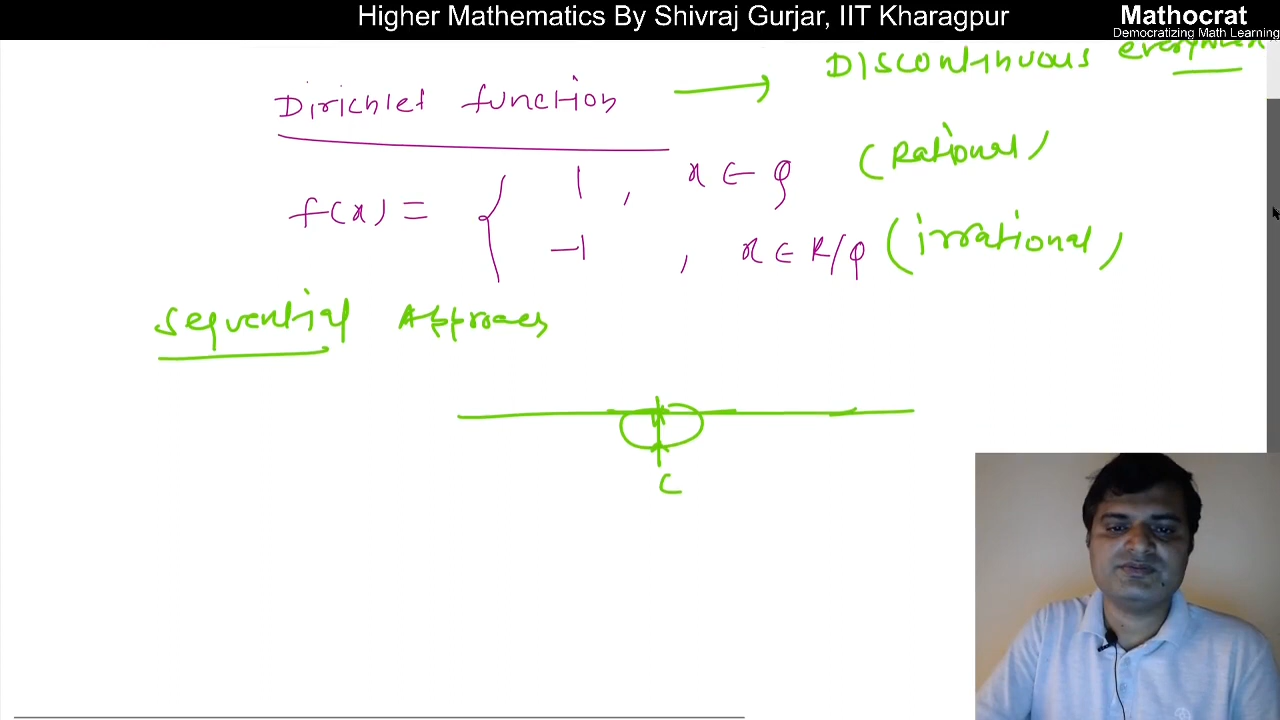 Higher Mathematics By Shivraj Gurjar, IIT Kharagpur
Mathocrat
Democratizing Math Learning
Dirichlet function → Discontinuous everywhere
f(x) = { 1 , x ∈ Q (Rational)
-1 , x ∈ R/Q (irrational)
Sequential Approach
c